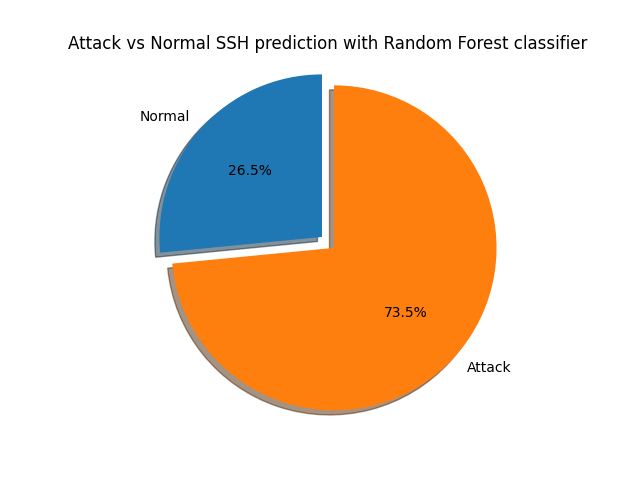 Attack vs Normal SSH prediction with Random Forest classifier
Normal
26.5%
73.5%
Attack